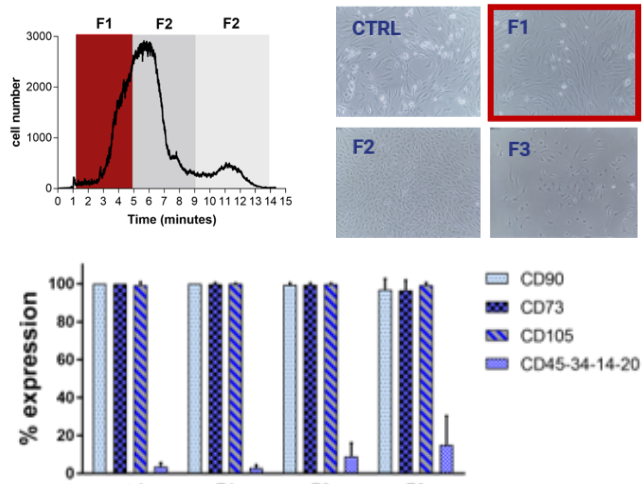 F1 F2 F2
3000
2000
1000
0
cell number
0 1 2 3 4 5 6 7 8 9 10 11 12 13 14 15
Time (minutes)
CTRL
F1
F2
F3
100
80
60
40
20
0
% expression
CD90
CD73
CD105
CD45-34-14-20